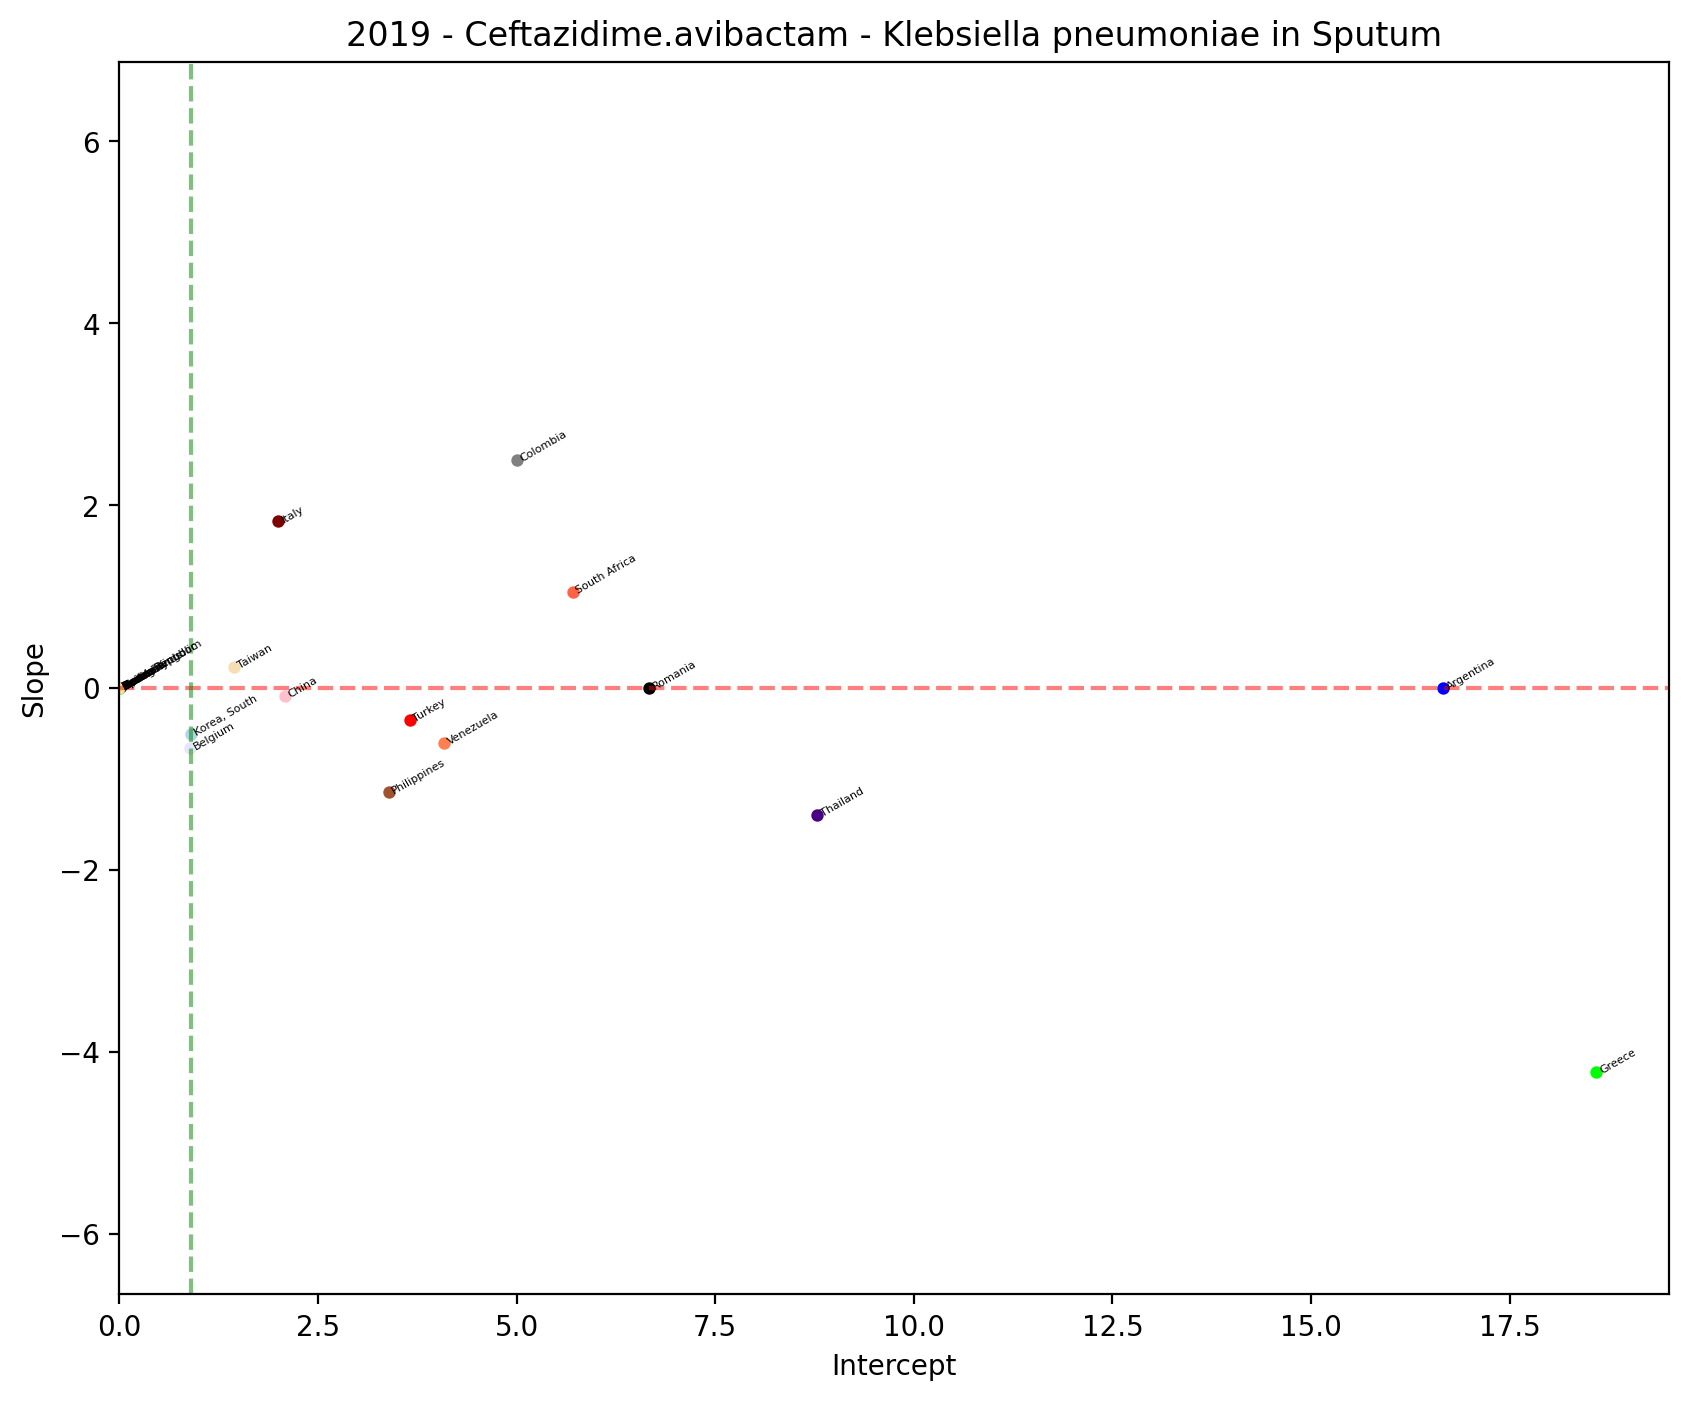 2019 - Ceftazidime.avibactam - Klebsiella pneumoniae in Sputum
6
4
Colombia
2
Italy
South Africa
Taiwan
Romania
Argentina
0
China
Korea, South
Turkey
Belgium
Venezuela
Philippines
Thailand
−2
−4
Greece
−6
Slope
0.0 2.5 5.0 7.5 10.0 12.5 15.0 17.5
Intercept